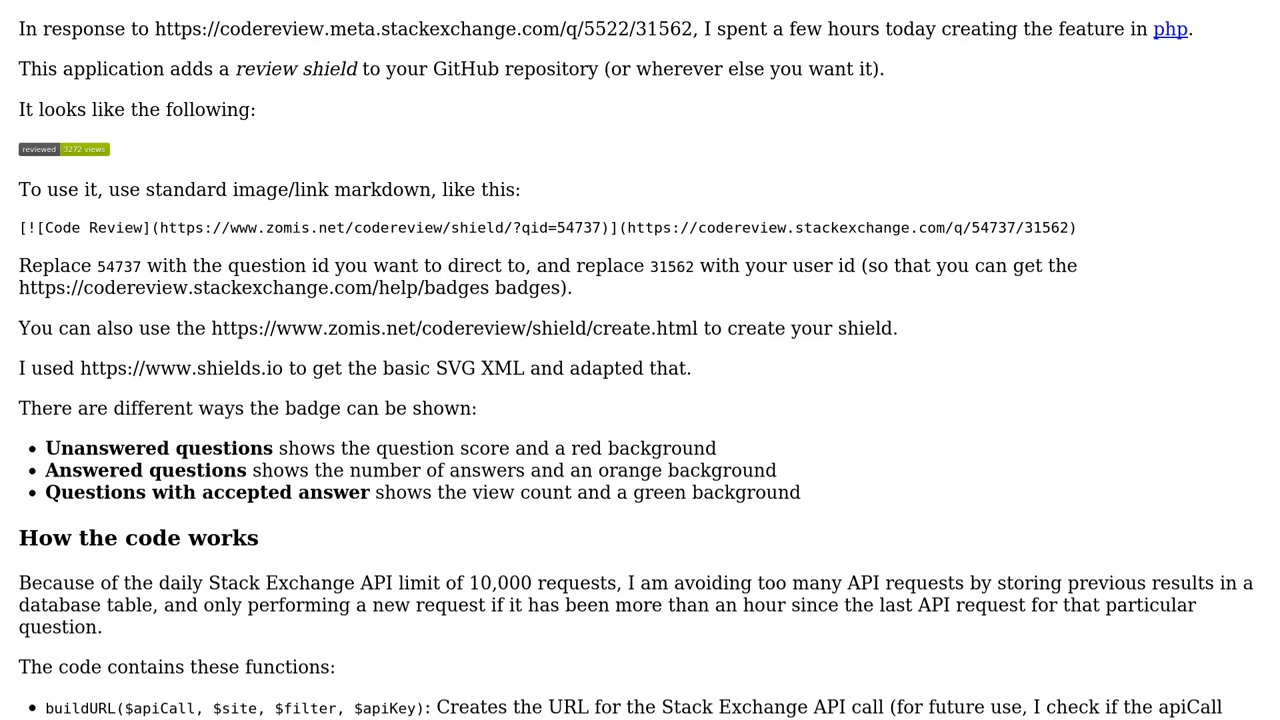 In response to https://codereview.meta.stackexchange.com/q/5522/31562, I spent a few hours today creating the feature in php.
This application adds a review shield to your GitHub repository (or wherever else you want it).
It looks like the following:
reviewed 3272 views
To use it, use standard image/link markdown, like this:
[![Code Review](https://www.zomis.net/codereview/shield/?qid=54737)](https://codereview.stackexchange.com/q/54737/31562)
Replace 54737 with the question id you want to direct to, and replace 31562 with your user id (so that you can get the
https://codereview.stackexchange.com/help/badges badges).
You can also use the https://www.zomis.net/codereview/shield/create.html to create your shield.
I used https://www.shields.io to get the basic SVG XML and adapted that.
There are different ways the badge can be shown:
• Unanswered questions shows the question score and a red background
• Answered questions shows the number of answers and an orange background
• Questions with accepted answer shows the view count and a green background
How the code works
Because of the daily Stack Exchange API limit of 10,000 requests, I am avoiding too many API requests by storing previous results in a
database table, and only performing a new request if it has been more than an hour since the last API request for that particular
question.
The code contains these functions:
• buildURL($apiCall, $site, $filter, $apiKey): Creates the URL for the Stack Exchange API call (for future use, I check if the apiCall